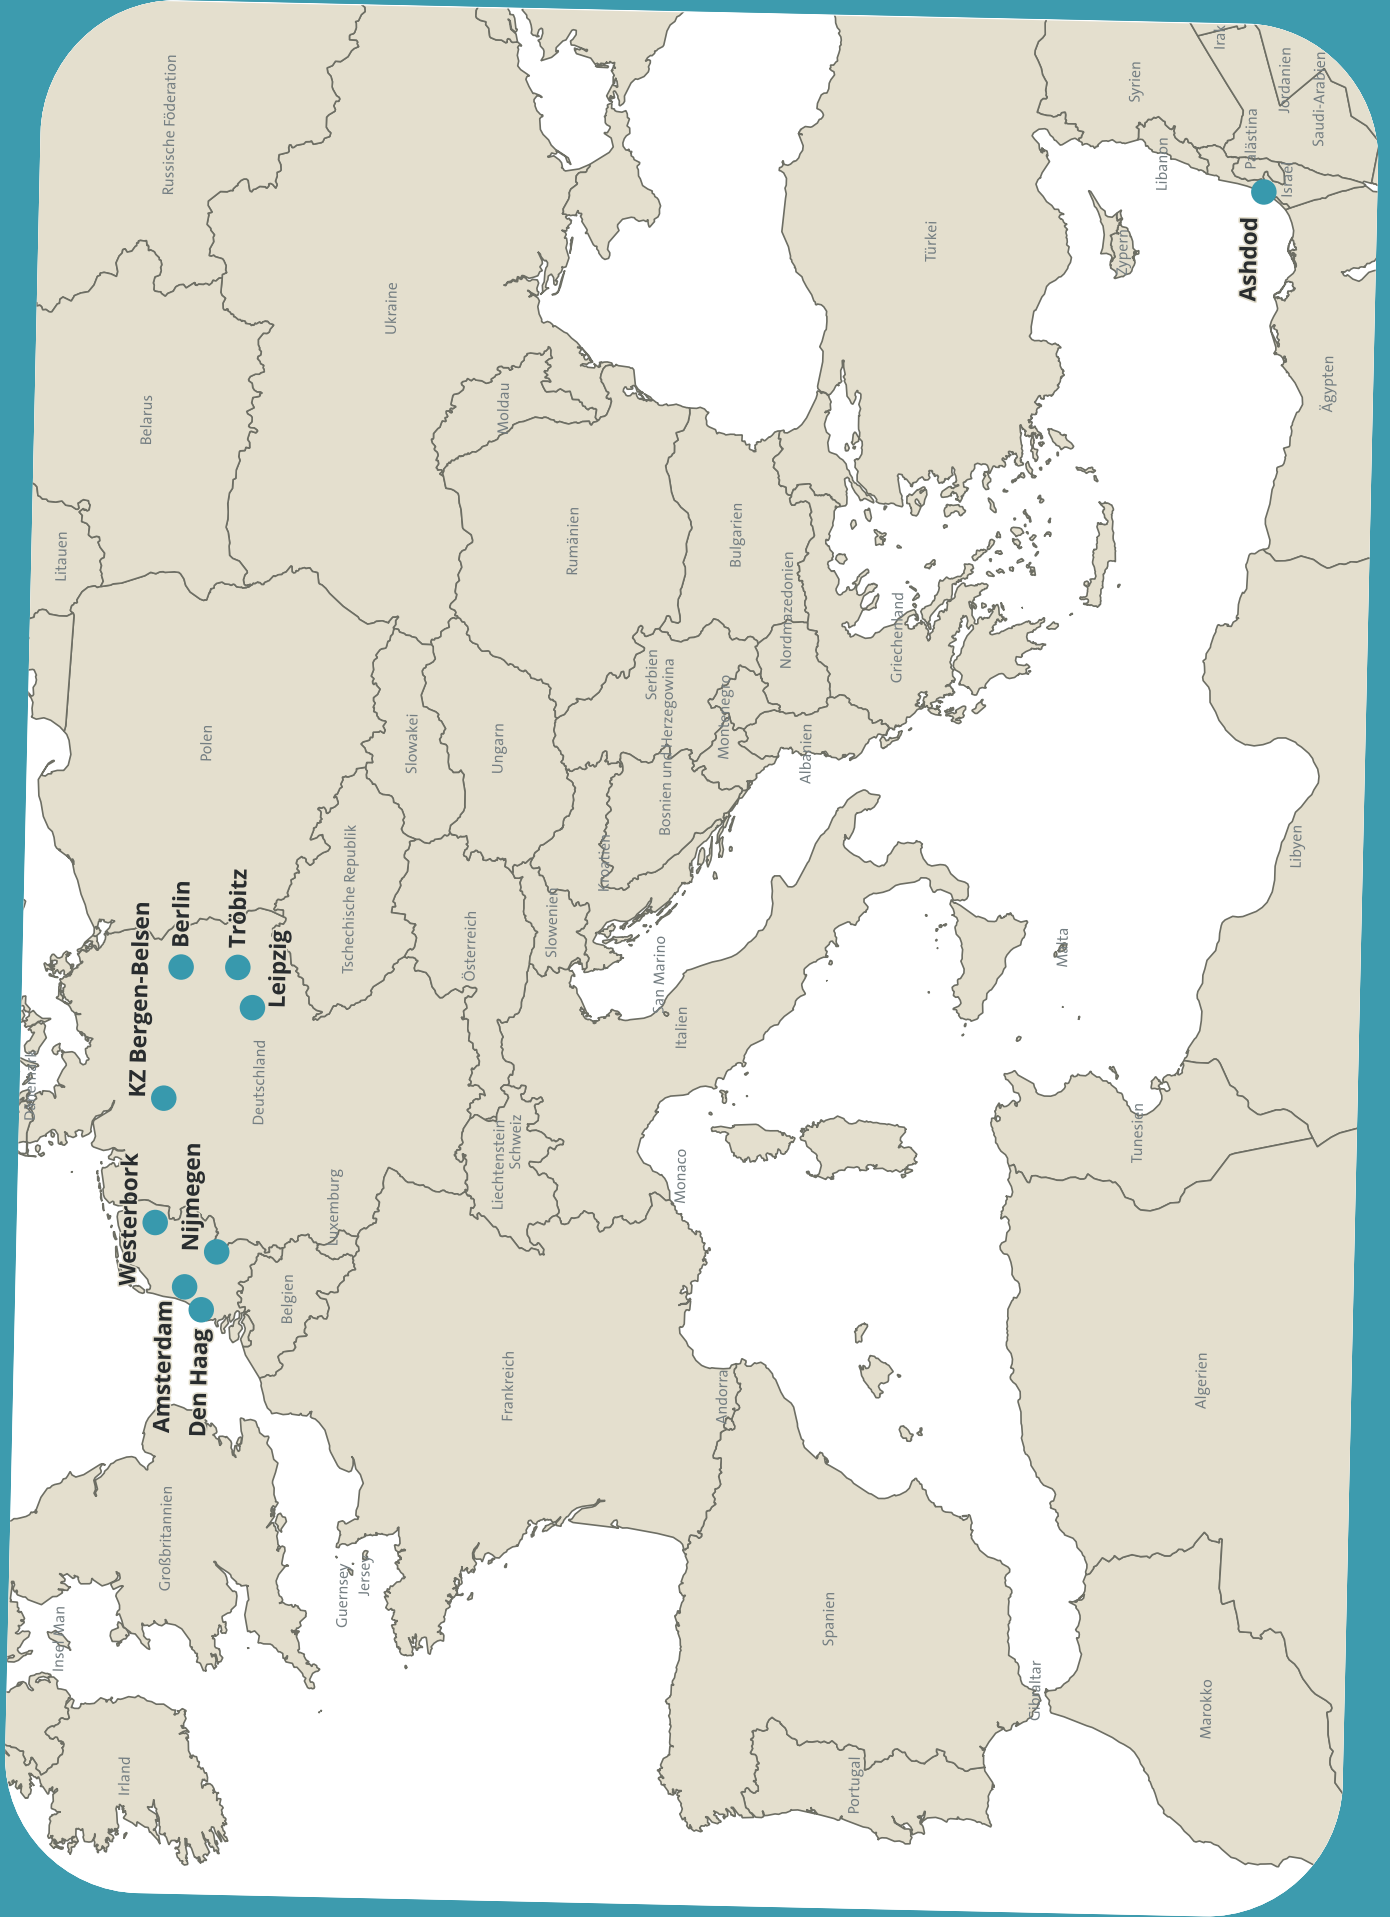 Irland
Insel Man
Großbritannien
Guernsey
Jersey
Amsterdam
Den Haag
Westerbork
Nijmegen
KZ Bergen-Belsen
Berlin
Tröbitz
Leipzig
Dänemark
Deutschland
Belgien
Luxemburg
Frankreich
Liechtenstein
Schweiz
Monaco
Andorra
Spanien
Portugal
Gibraltar
Marokko
Algerien
Tunesien
Libyen
Malta
Italien
San Marino
Österreich
Slowenien
Kroatien
Tschechische Republik
Polen
Slowakei
Ungarn
Bosnien und Herzegowina
Serbien
Montenegro
Albanien
Nordmazedonien
Griechenland
Bulgarien
Rumänien
Moldau
Litauen
Belarus
Ukraine
Russische Föderation
Türkei
Zypern
Syrien
Libanon
Irak
Jordanien
Saudi-Arabien
Palästina
Israel
Ashdod
Ägypten